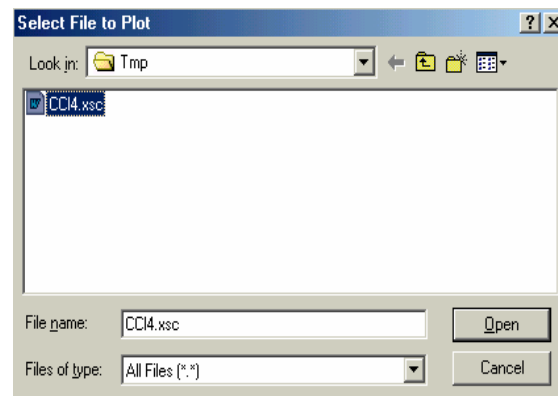 Select File to Plot
Look in: Tmp
CCl4.xsc
File name: CCl4.xsc Open
Files of type: All Files (*.*) Cancel